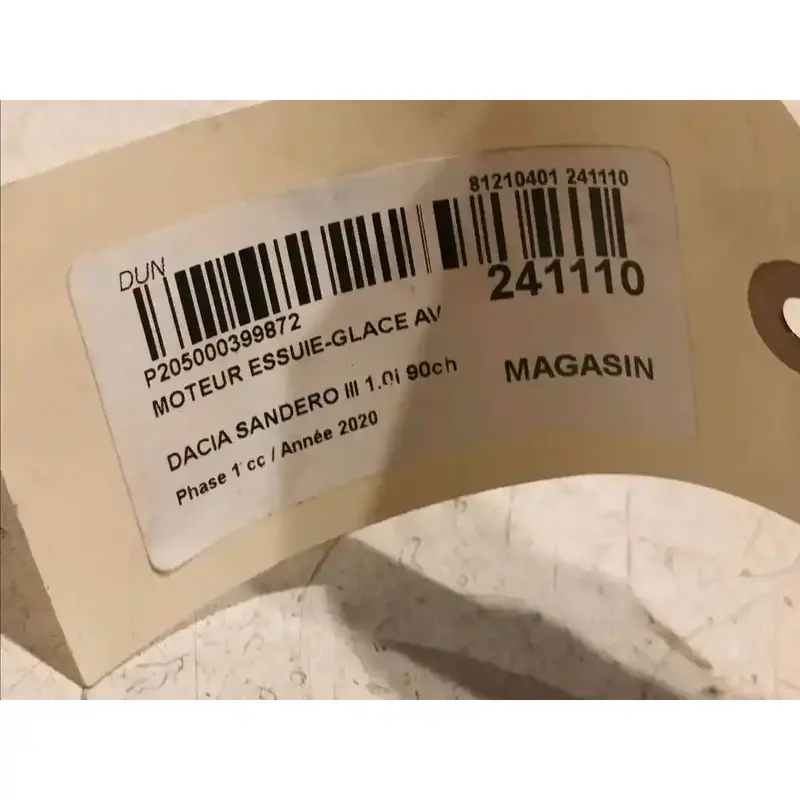 81210401 241110
DUN
241110
P205000399872
MOTEUR ESSUIE-GLACE AV
MAGASIN
DACIA SANDERO III 1.0i 90ch
Phase 1 cc / Année 2020